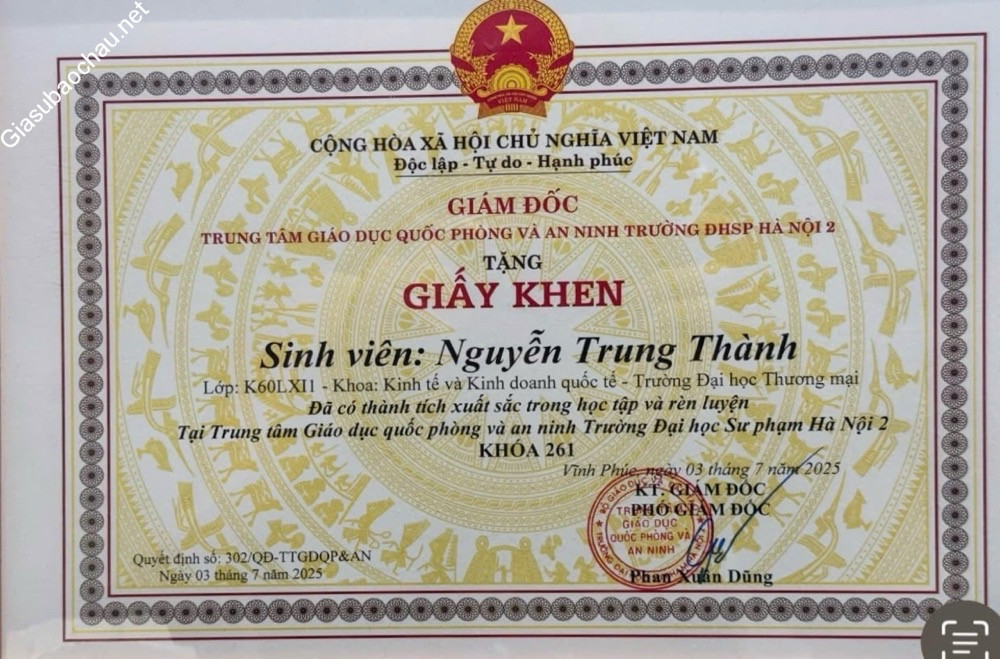 Giasubaochau.net
VIỆT NAM
CỘNG HÒA XÃ HỘI CHỦ NGHĨA VIỆT NAM
Độc lập - Tự do - Hạnh phúc
GIÁM ĐỐC
TRUNG TÂM GIÁO DỤC QUỐC PHÒNG VÀ AN NINH TRƯỜNG ĐHSP HÀ NỘI 2
TẶNG
GIẤY KHEN
Sinh viên: Nguyễn Trung Thành
Lớp: K60LXI1 - Khoa: Kinh tế và Kinh doanh quốc tế - Trường Đại học Thương mại
Đã có thành tích xuất sắc trong học tập và rèn luyện
Tại Trung tâm Giáo dục quốc phòng và an ninh Trường Đại học Sư phạm Hà Nội 2
KHÓA 261
Vĩnh Phúc, ngày 03 tháng 7 năm 2025
KT. GIÁM ĐỐC
PHÓ GIÁM ĐỐC
GIÁO DỤC
QUỐC PHÒNG VÀ
AN NINH
Phan Xuân Dũng
Quyết định số: 302/QĐ-TTGDQP&AN
Ngày 03 tháng 7 năm 2025